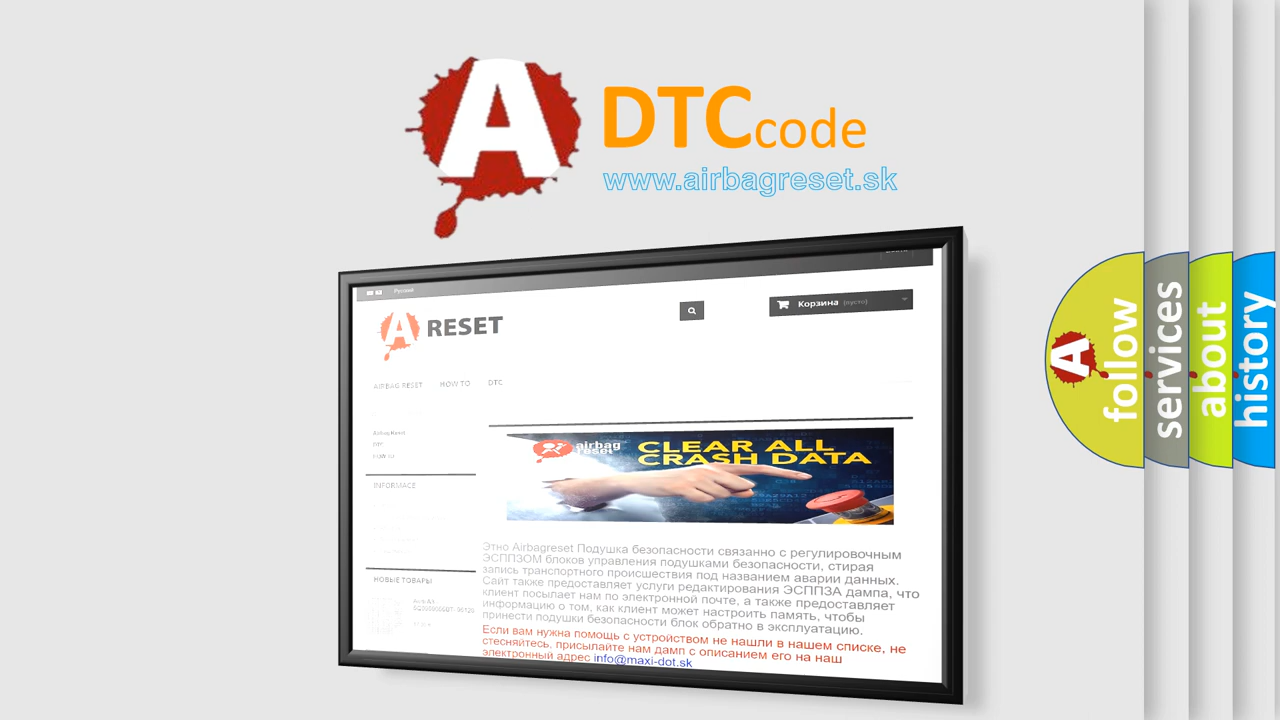 A DTCcode
www.airbagreset.sk
Русский
Корзина (пусто)
A RESET
AIRBAG RESET HOW TO DTC
Airbag Reset
DTC
HOW TO
INFORMACE
airbag
reset
CLEAR ALL
CRASH DATA
Этно Airbagreset Подушка безопасности связанно с регулировочным
ЭСППЗОМ блоков управления подушками безопасности, стирая
запись транспортного происшествия под названием аварии данных.
Сайт также предоставляет услуги редактирования ЭСППЗА дампа, что
клиент посылает нам по электронной почте, а также предоставляет
информацию о том, как клиент может настроить память, чтобы
принести подушки безопасности блок обратно в эксплуатацию.
Если вам нужна помощь с устройством не нашли в нашем списке, не
стесняйтесь, присылайте нам дамп с описанием его на наш
электронный адрес info@maxi-dot.sk
НОВЫЕ ТОВАРЫ
A follow
services
about
history